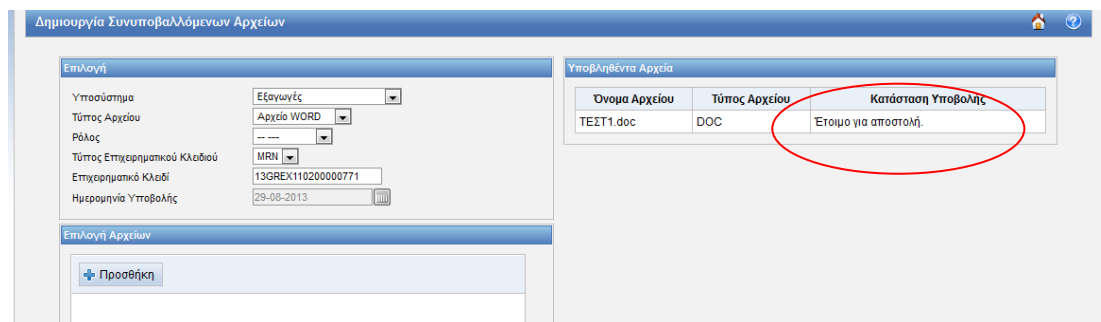 Δημιουργία Συνυποβαλλόμενων Αρχείων
Επιλογή
Υποσύστημα Εξαγωγές
Τύπος Αρχείου Αρχείο WORD
Ρόλος -- ---
Τύπος Επιχειρηματικού Κλειδιού MRN
Επιχειρηματικό Κλειδί 13GREX110200000771
Ημερομηνία Υποβολής 29-08-2013
Επιλογή Αρχείων
Προσθήκη
Υποβληθέντα Αρχεία
Όνομα Αρχείου Τύπος Αρχείου Κατάσταση Υποβολής
ΤΕΣΤ1.doc DOC Έτοιμο για αποστολή.